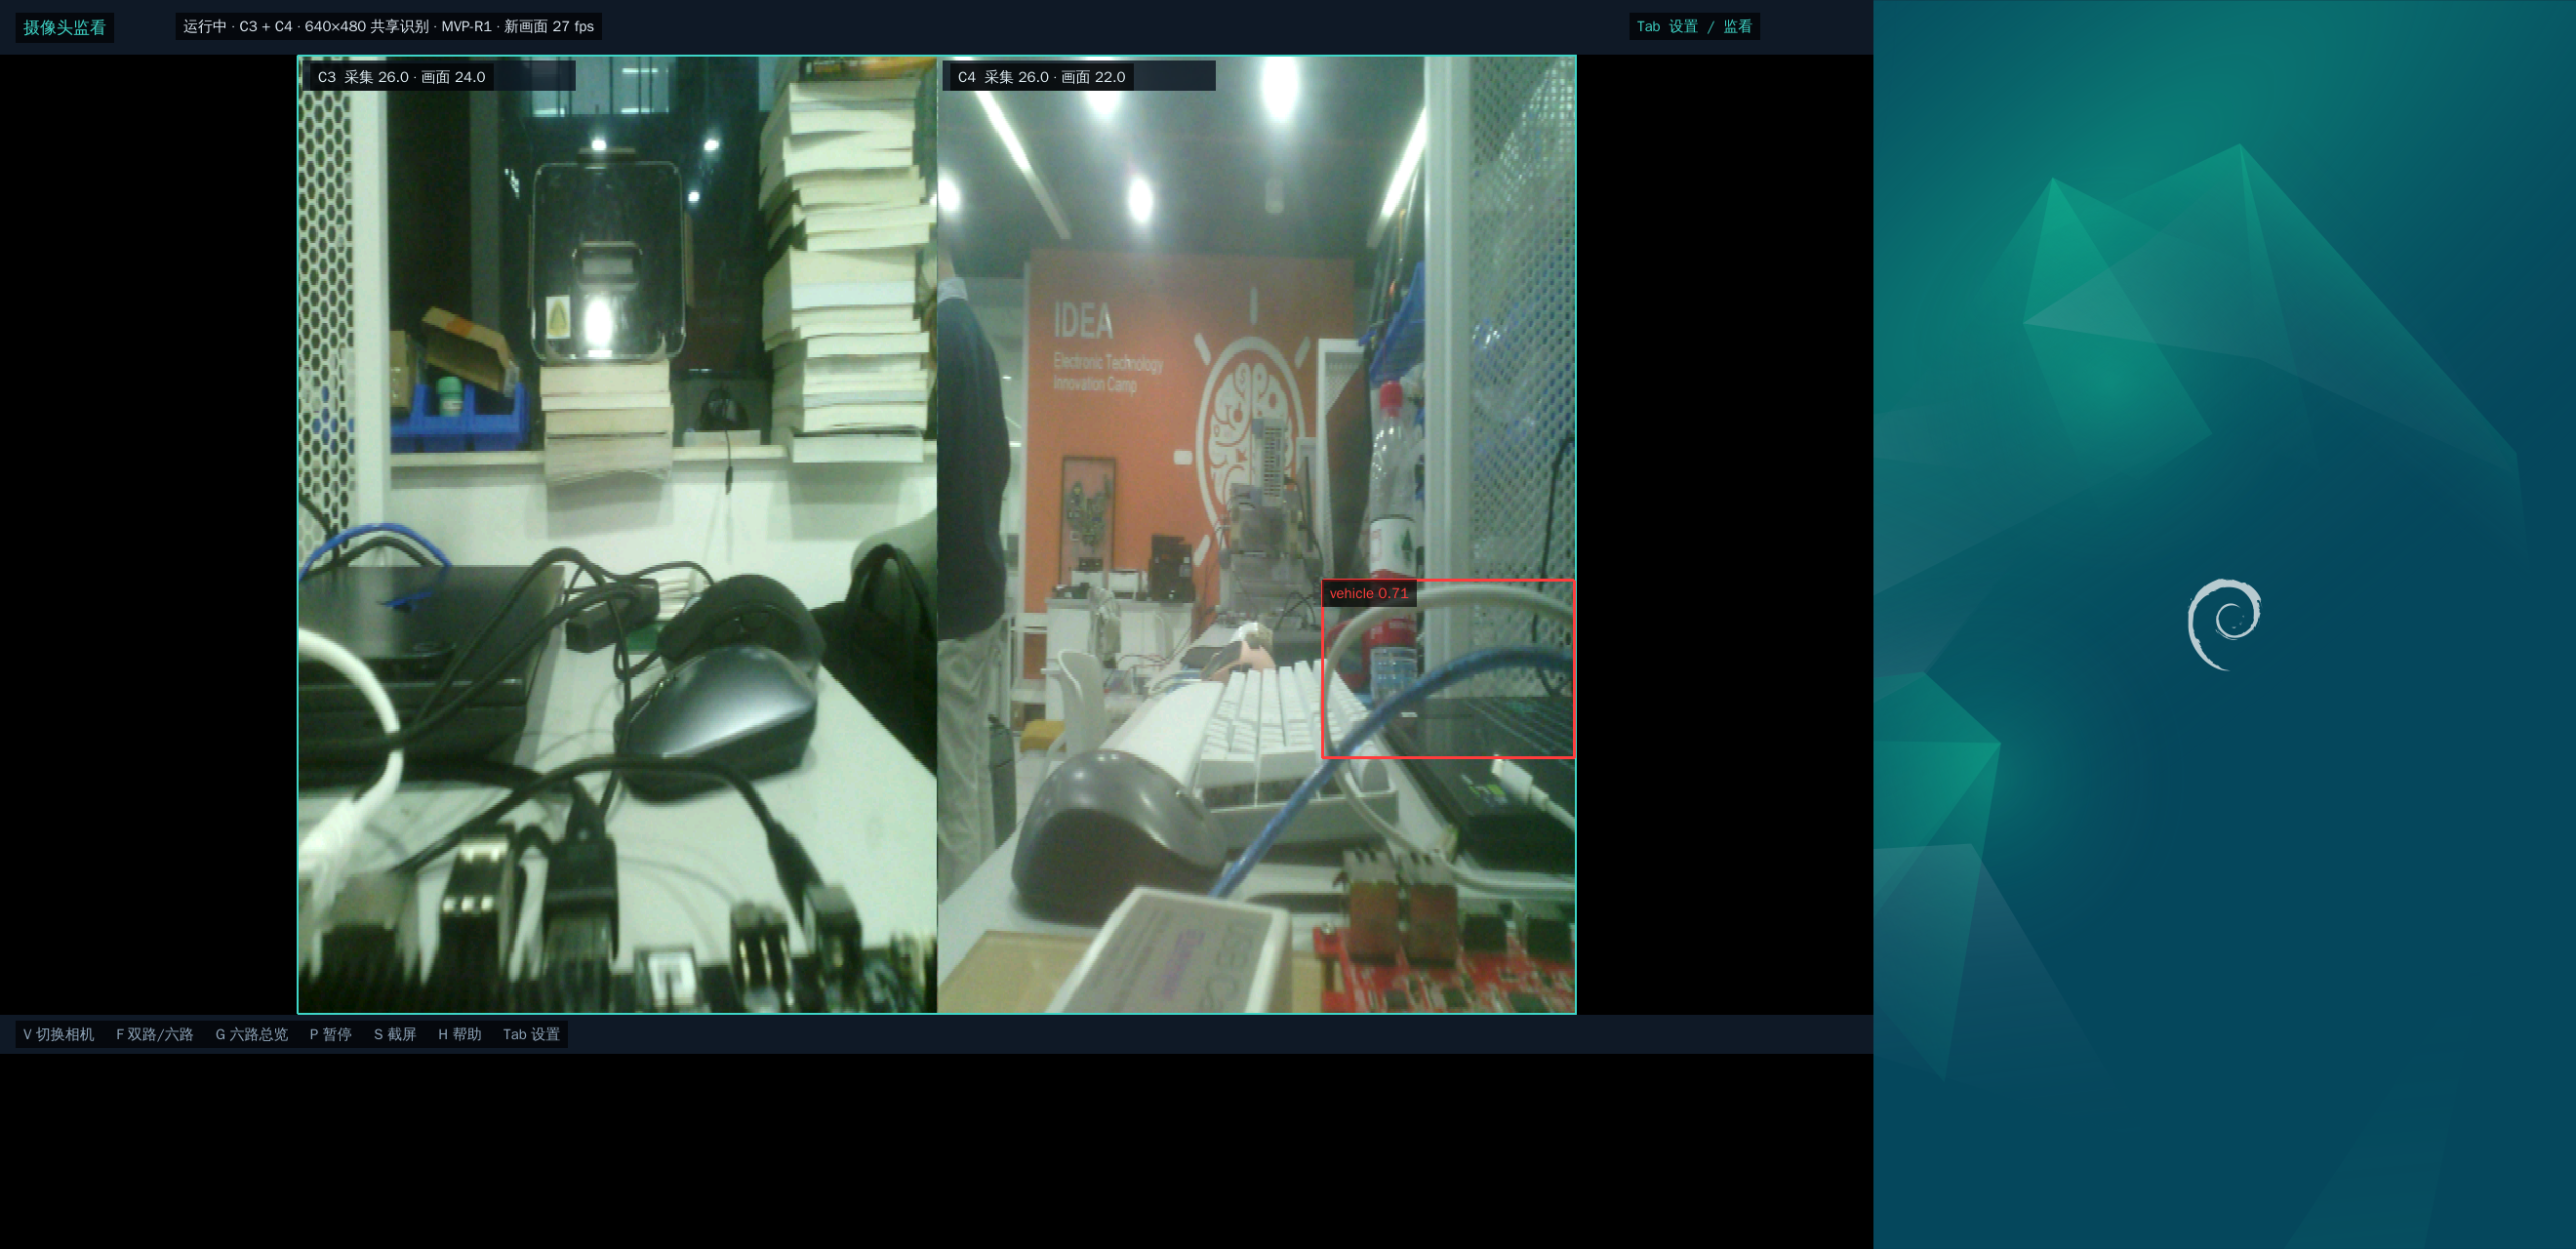 摄像头监看
运行中 · C3 + C4 · 640×480 共享识别 · MVP-R1 · 新画面 27 fps
Tab 设置 / 监看
C3 采集 26.0 · 画面 24.0
C4 采集 26.0 · 画面 22.0
IDEA
Electronic Technology
Innovation Camp
vehicle 0.71
V 切换相机 F 双路/六路 G 六路总览 P 暂停 S 截屏 H 帮助 Tab 设置